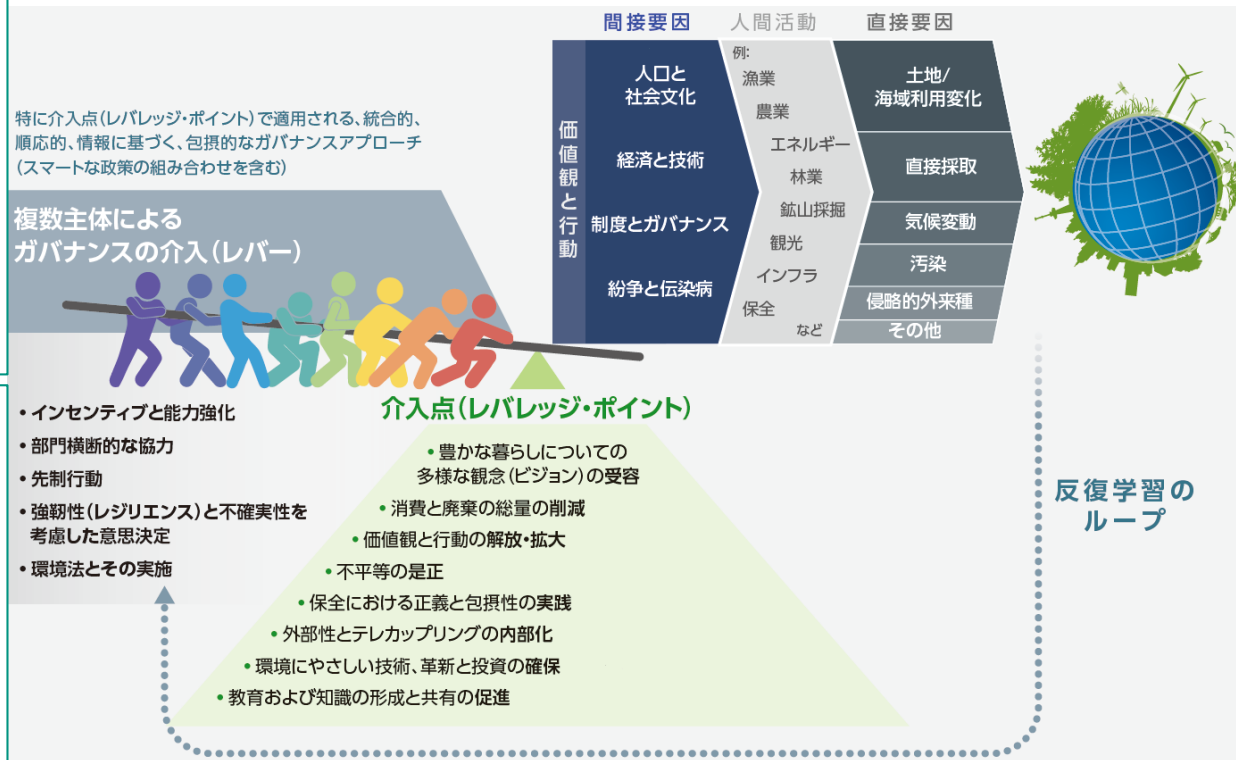 間接要因
人間活動
直接要因
価値観と行動
人口と
社会文化
経済と技術
制度とガバナンス
紛争と伝染病
例:
漁業
農業
エネルギー
林業
鉱山採掘
観光
インフラ
保全
など
土地/
海域利用変化
直接採取
気候変動
汚染
侵略的外来種
その他
特に介入点(レバレッジ・ポイント)で適用される、統合的、
順応的、情報に基づく、包摂的なガバナンスアプローチ
(スマートな政策の組み合わせを含む)
複数主体による
ガバナンスの介入(レバー)
• インセンティブと能力強化
• 部門横断的な協力
• 先制行動
• 強靭性(レジリエンス)と不確実性を
考慮した意思決定
• 環境法とその実施
介入点(レバレッジ・ポイント)
• 豊かな暮らしについての
多様な観念(ビジョン)の受容
• 消費と廃棄の総量の削減
• 価値観と行動の解放・拡大
• 不平等の是正
• 保全における正義と包摂性の実践
• 外部性とテレカップリングの内部化
• 環境にやさしい技術、革新と投資の確保
• 教育および知識の形成と共有の促進
反復学習の
ループ